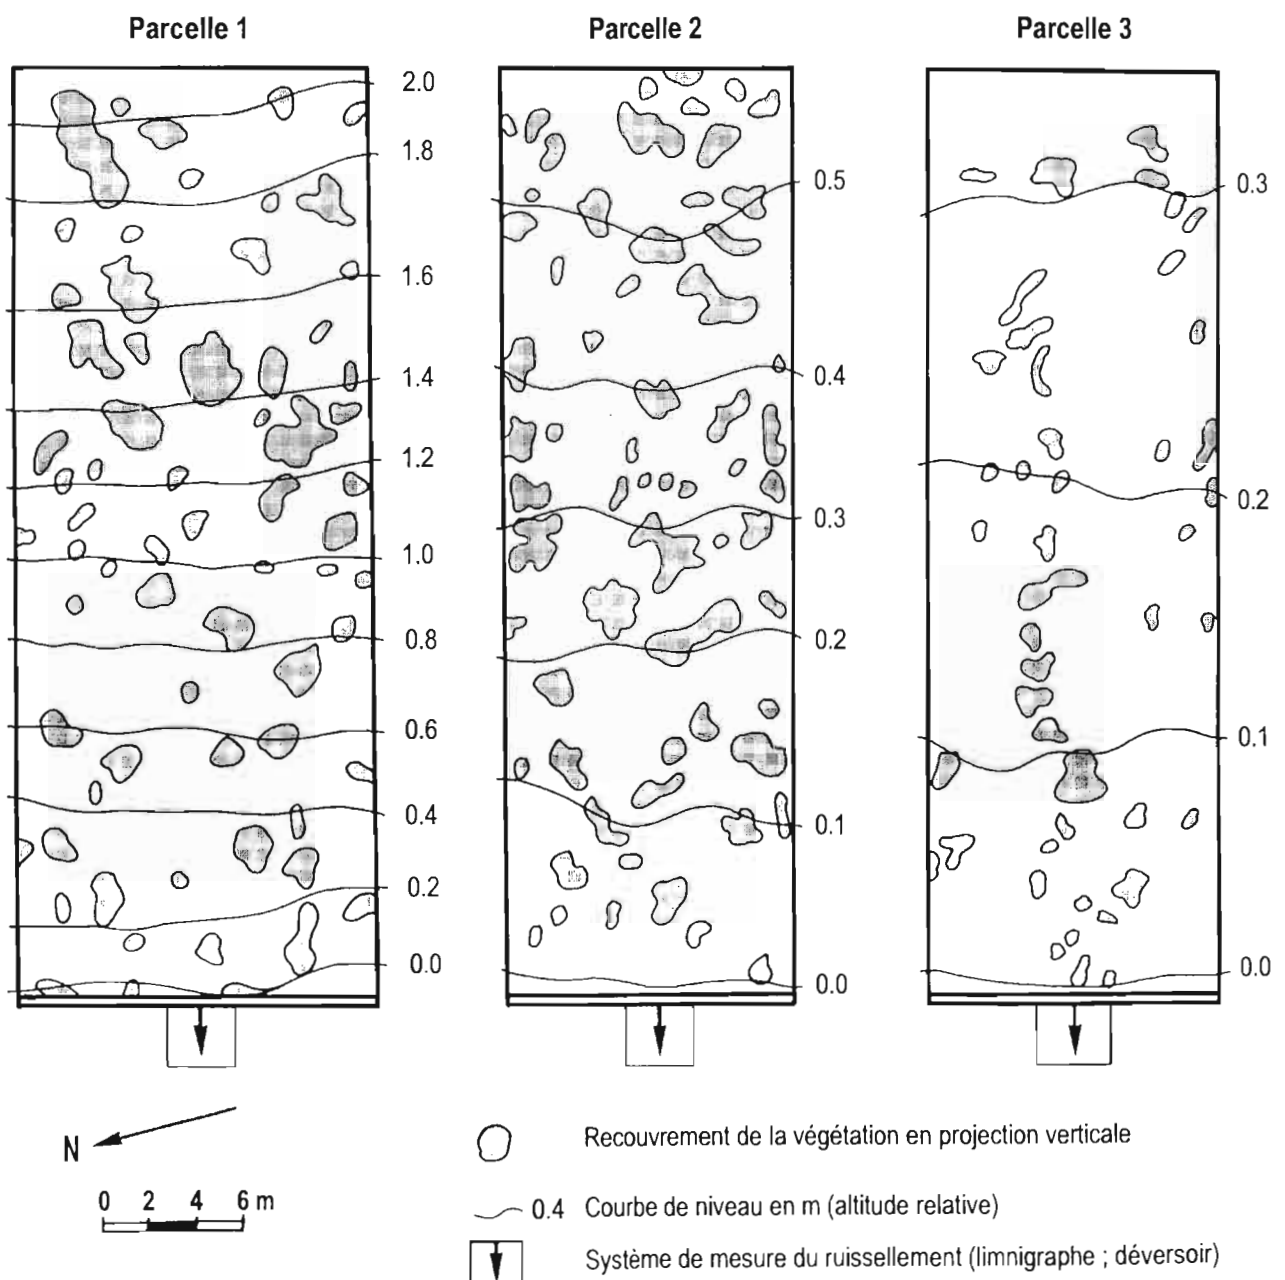 Parcelle 1
Parcelle 2
Parcelle 3
2.0
1.8
1.6
1.4
1.2
1.0
0.8
0.6
0.4
0.2
0.0
0.5
0.4
0.3
0.2
0.1
0.0
0.3
0.2
0.1
0.0
N
0 2 4 6 m
Recouvrement de la végétation en projection verticale
0.4 Courbe de niveau en m (altitude relative)
Système de mesure du ruissellement (limnigraphe ; déversoir)